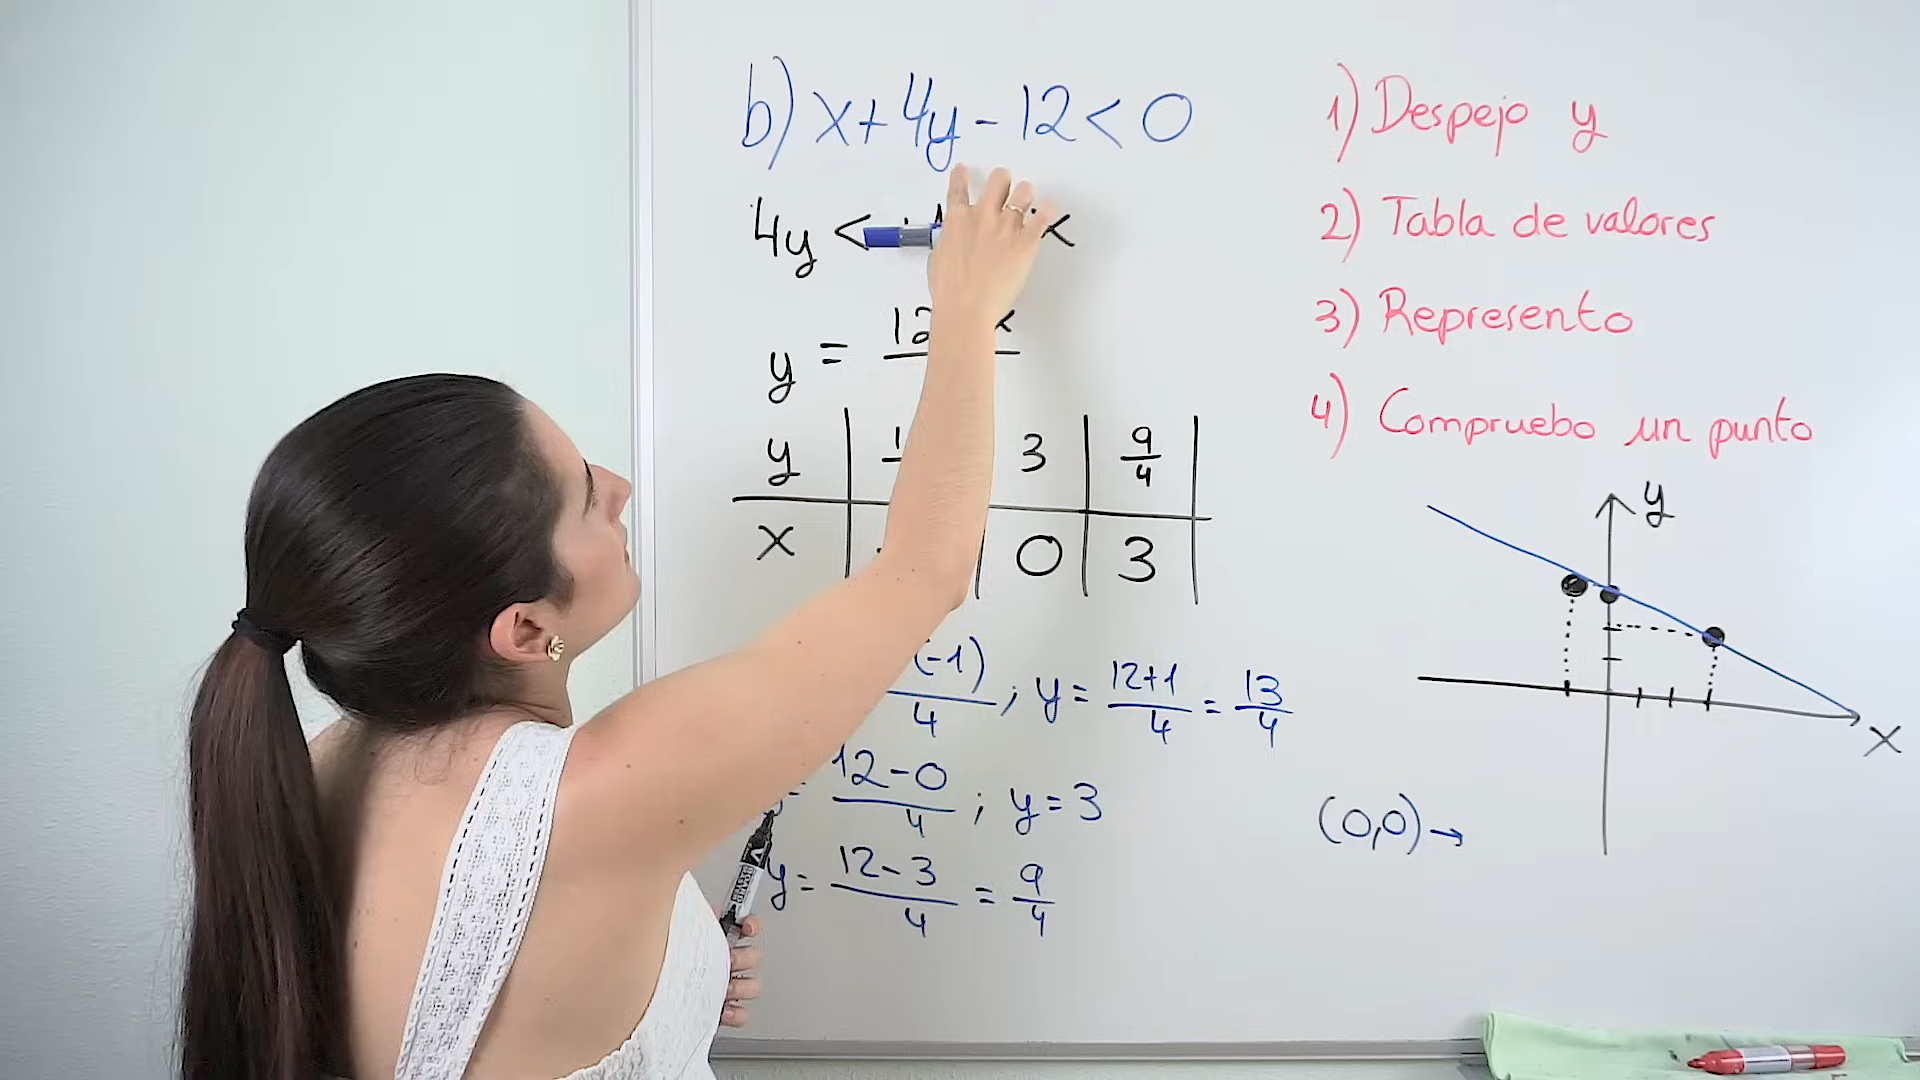 b) x+4y-12<0
4y < x
y = 12 x
y | 1 | 3 | 9/4
x | - | 0 | 3
(-1)/4 ; y = (12+1)/4 = 13/4
y = (12-0)/4 ; y = 3
y = (12-3)/4 = 9/4
1) Despejo y
2) Tabla de valores
3) Represento
4) Compruebo un punto
y
x
(0,0) →